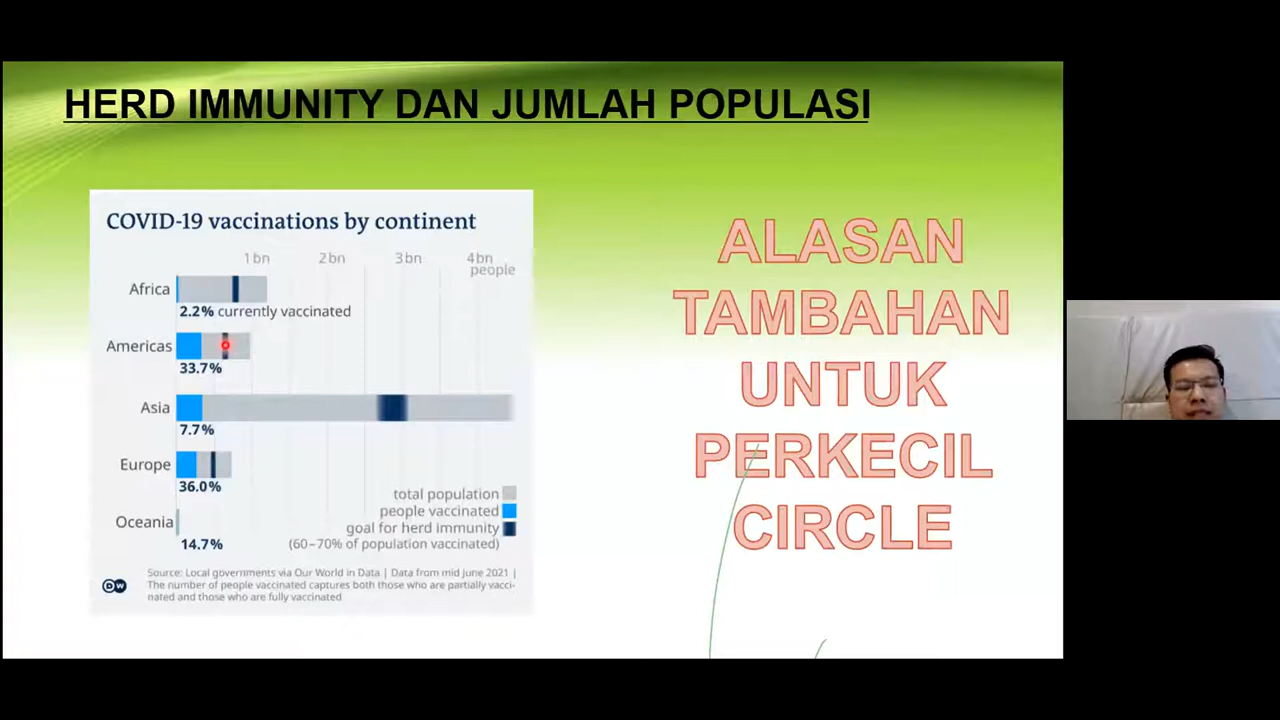 HERD IMMUNITY DAN JUMLAH POPULASI
COVID-19 vaccinations by continent
1 bn 2 bn 3 bn 4 bn
people
Africa
2.2% currently vaccinated
Americas
33.7%
Asia
7.7%
Europe
36.0%
total population
people vaccinated
Oceania
goal for herd immunity
14.7%
(60–70% of population vaccinated)
Source: Local governments via Our World in Data | Data from mid june 2021 |
The number of people vaccinated captures both those who are partially vacci-
nated and those who are fully vaccinated
DW
ALASAN
TAMBAHAN
UNTUK
PERKECIL
CIRCLE